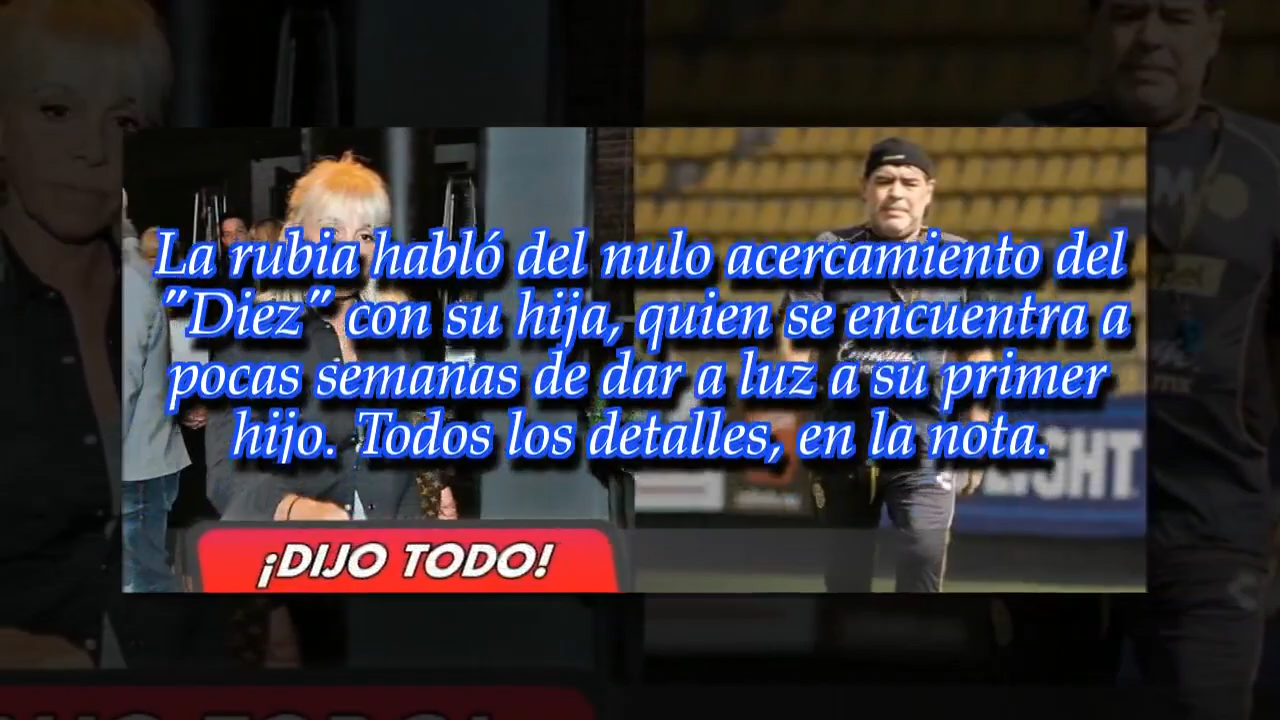 La rubia habló del nulo acercamiento del
"Diez" con su hija, quien se encuentra a
pocas semanas de dar a luz a su primer
hijo. Todos los detalles, en la nota.
¡DIJO TODO!